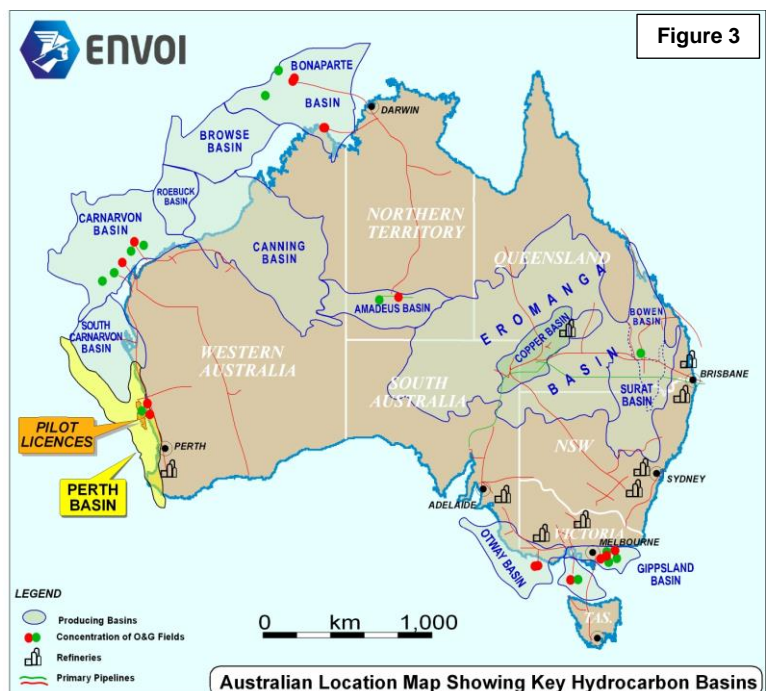 ENVOI
Figure 3
BONAPARTE
BASIN
DARWIN
BROWSE
BASIN
ROEBUCK
BASIN
CARNARVON
BASIN
CANNING
BASIN
NORTHERN
TERRITORY
QUEENSLAND
AMADEUS BASIN
EROMANGA
BASIN
COPPER BASIN
BOWEN
BASIN
SOUTH
CARNARVON
BASIN
WESTERN
AUSTRALIA
SOUTH
AUSTRALIA
SURAT
BASIN
BRISBANE
PILOT
LICENCES
PERTH
PERTH
BASIN
NSW
SYDNEY
ADELAIDE
VICTORIA
MELBOURNE
OTWAY BASIN
GIPPSLAND
BASIN
TAS.
LEGEND
Producing Basins
Concentration of O&G Fields
Refineries
Primary Pipelines
0 km 1,000
Australian Location Map Showing Key Hydrocarbon Basins